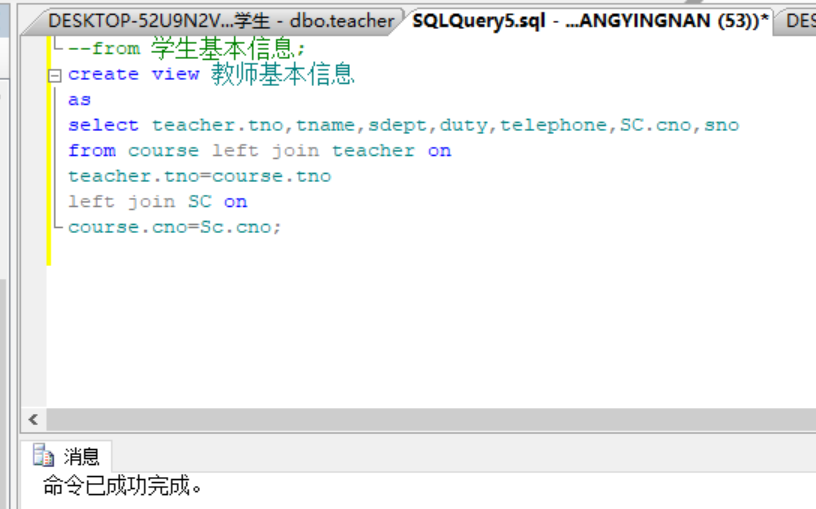 DESKTOP-52U9N2V...学生 - dbo.teacher SQLQuery5.sql - ...ANGYINGNAN (53))* DES
--from 学生基本信息;
create view 教师基本信息
as
select teacher.tno,tname,sdept,duty,telephone,SC.cno,sno
from course left join teacher on
teacher.tno=course.tno
left join SC on
course.cno=Sc.cno;
消息
命令已成功完成。